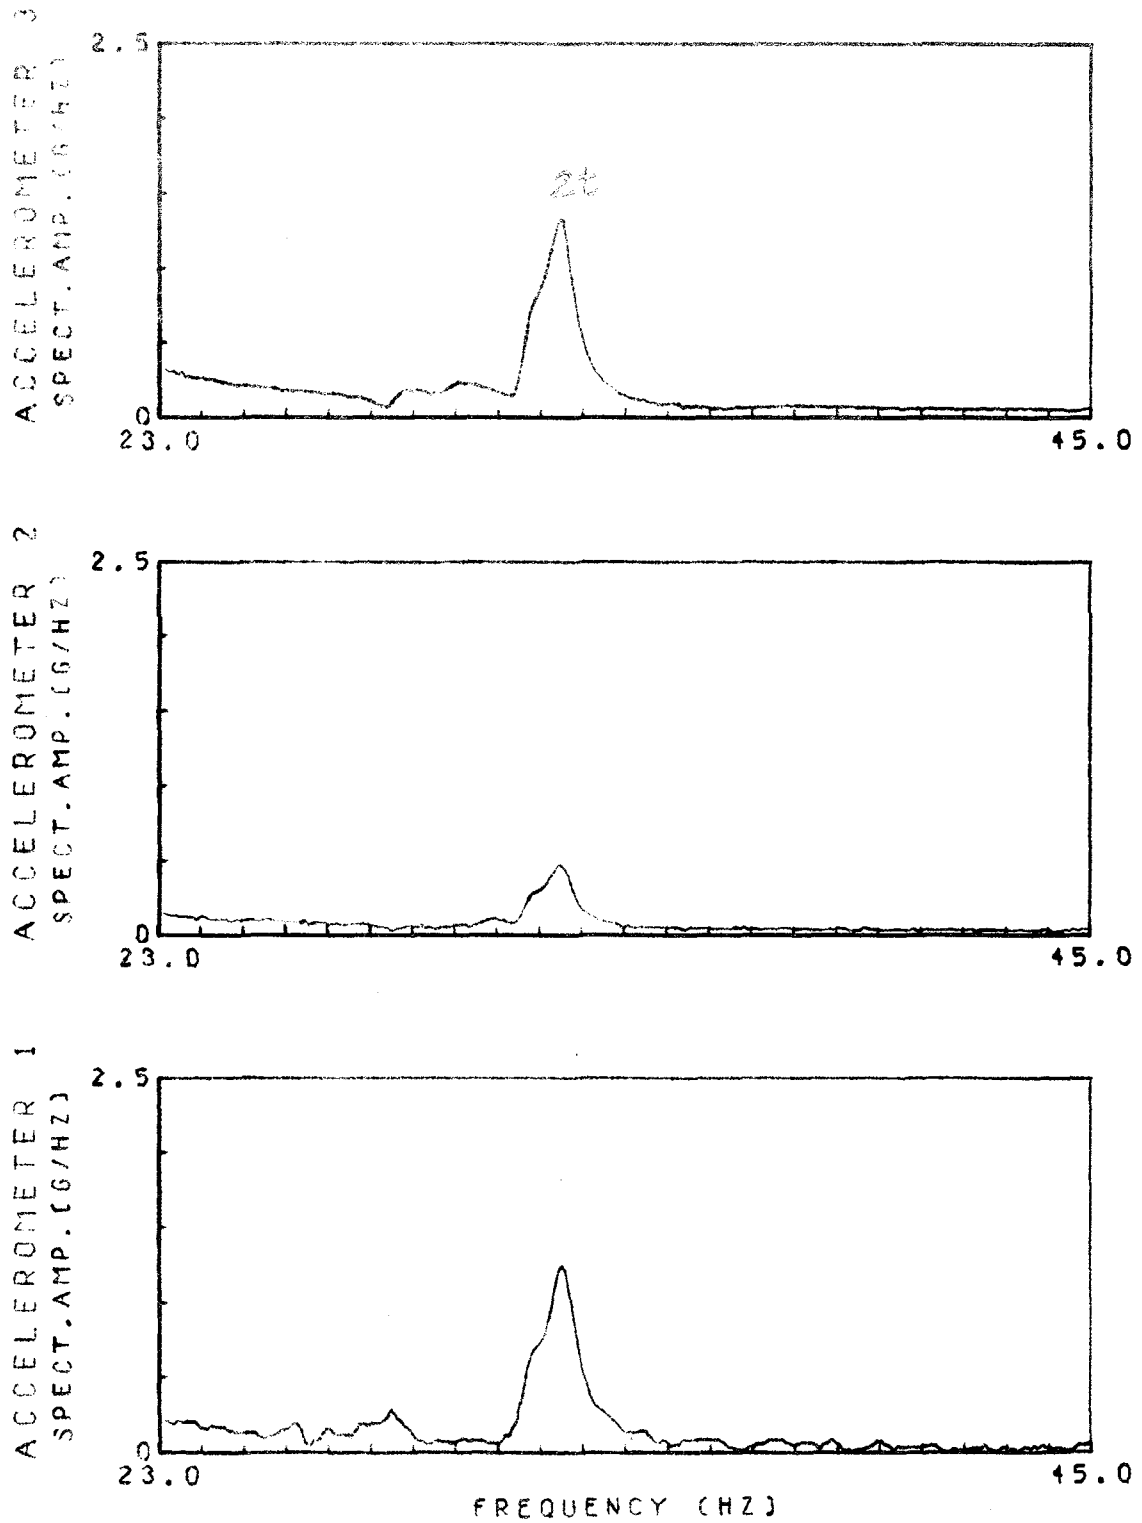 ACCELEROMETER 3
SPECT.AMP.(G/HZ)
2.5
2t
0
23.0
45.0
ACCELEROMETER 2
SPECT.AMP.(G/HZ)
2.5
0
23.0
45.0
ACCELEROMETER 1
SPECT.AMP.(G/HZ)
2.5
0
23.0
45.0
FREQUENCY (HZ)